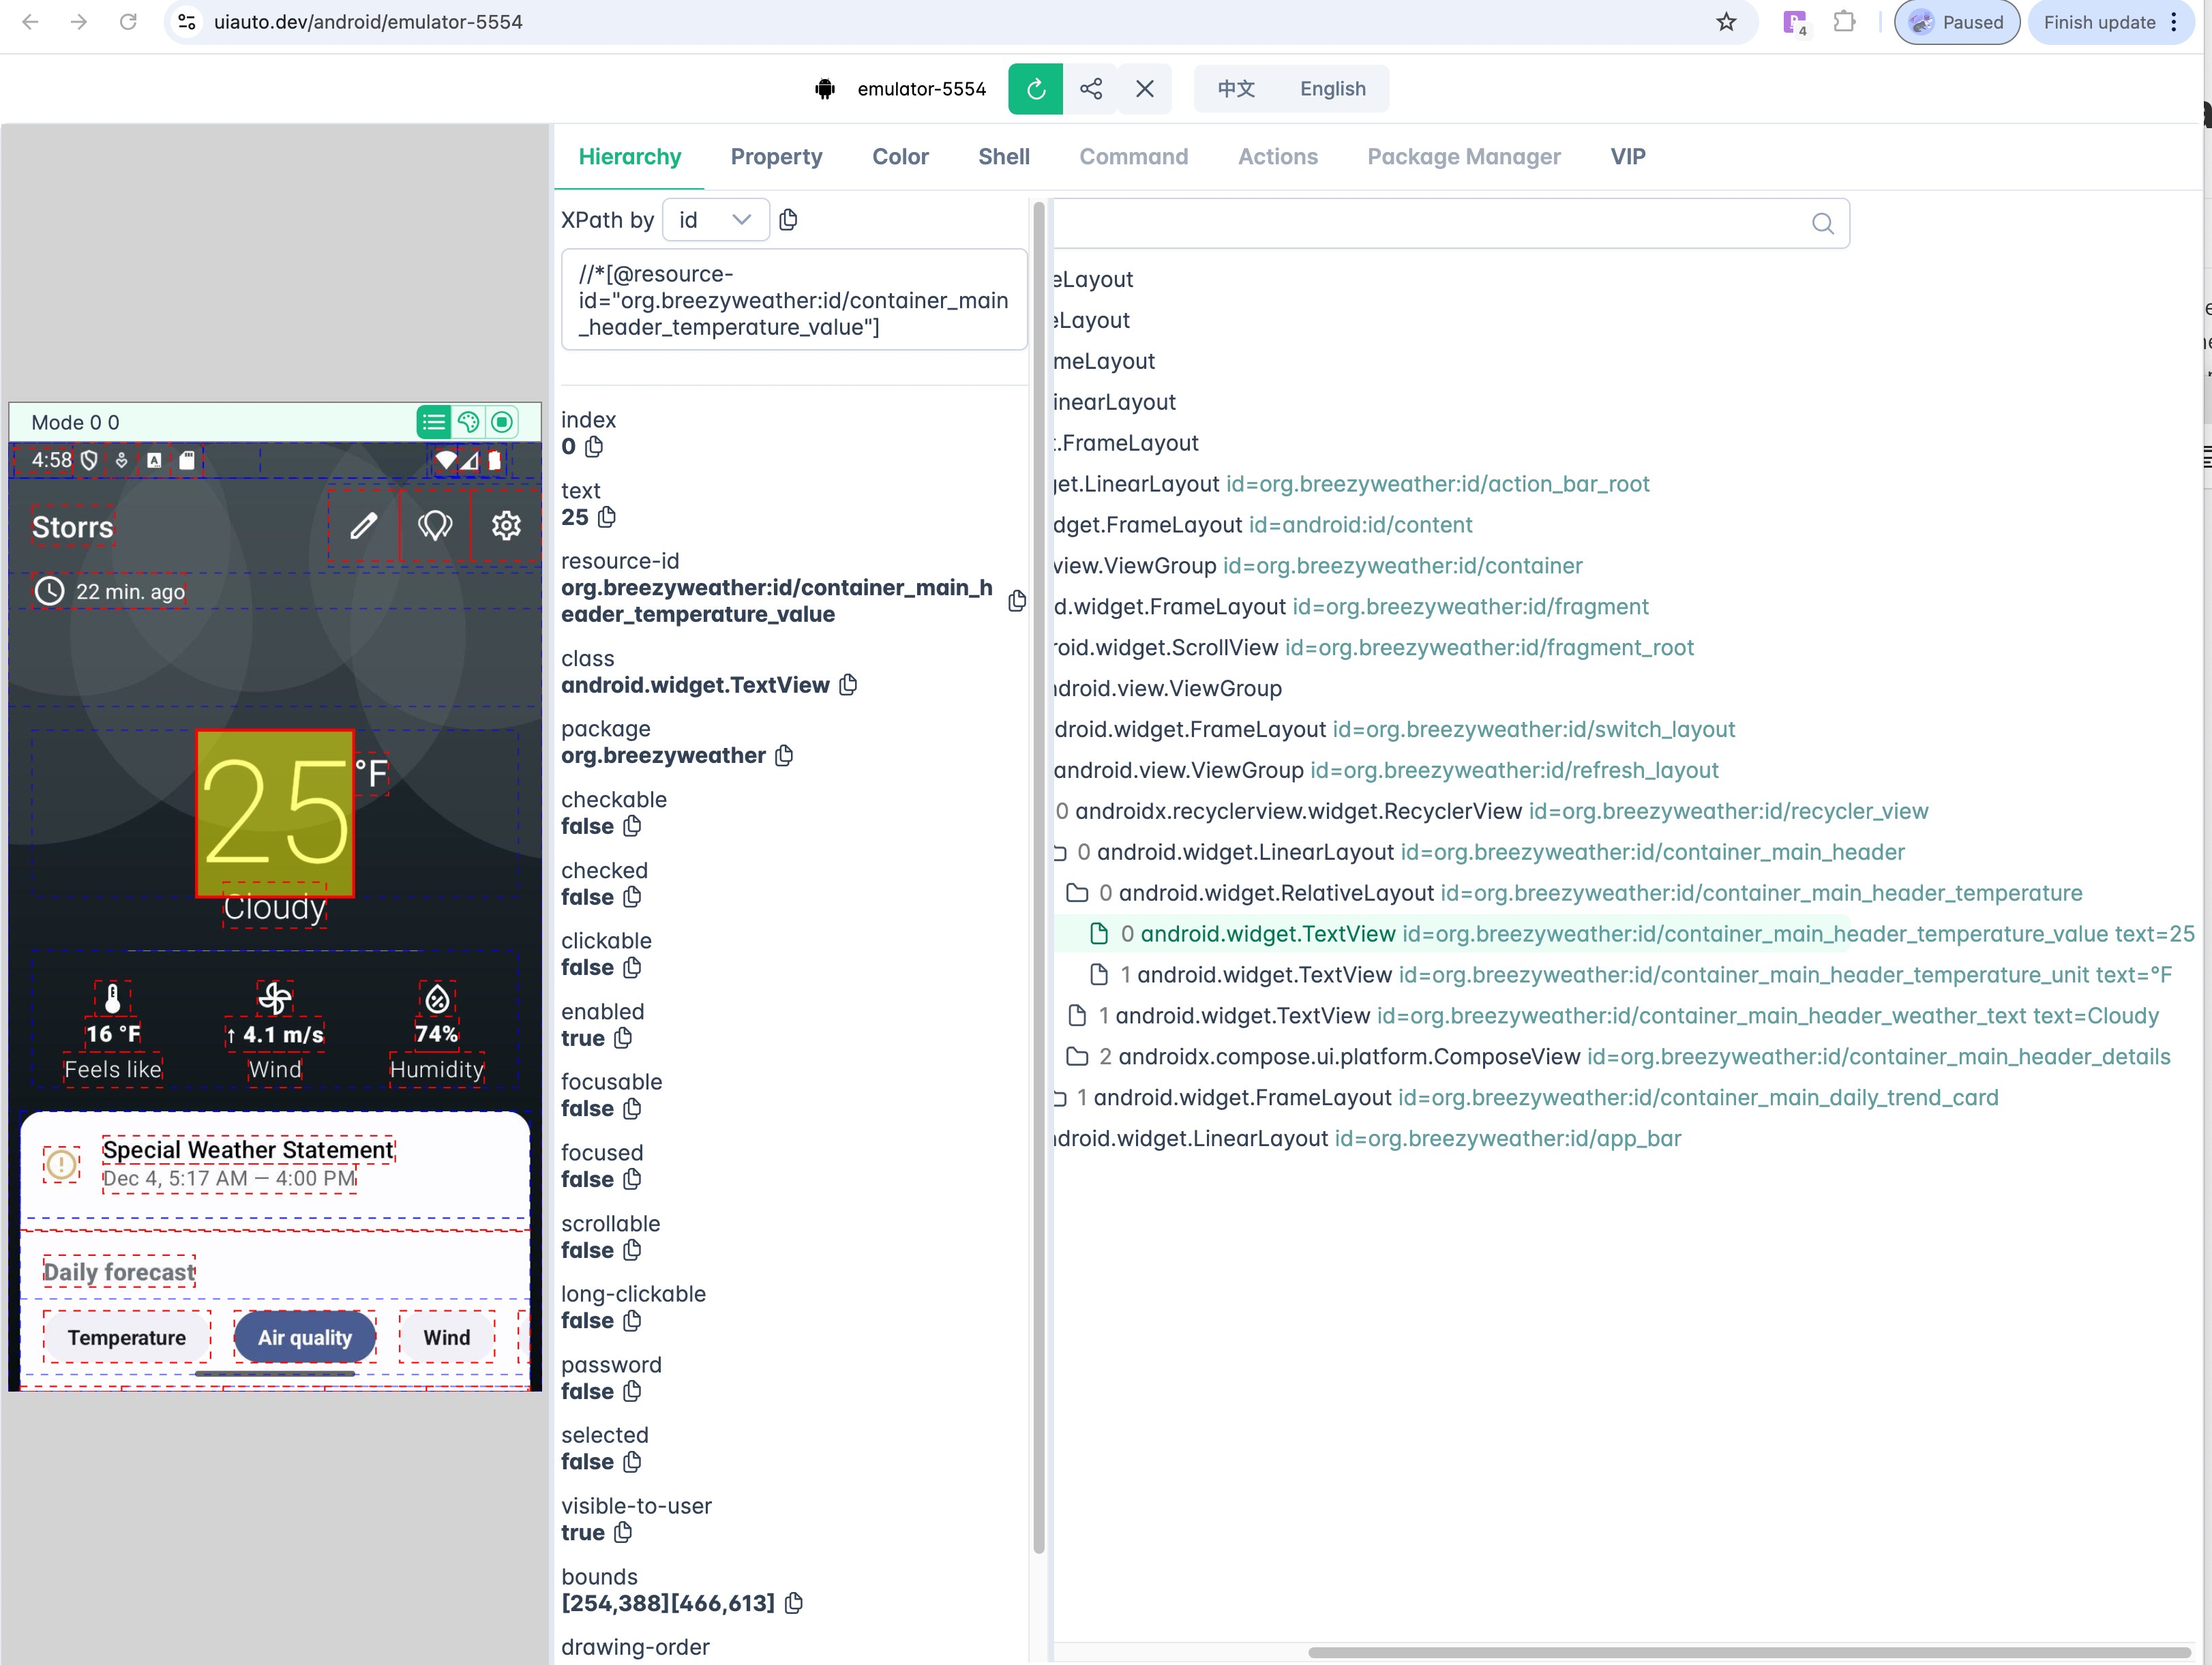 uiauto.dev/android/emulator-5554
4
Paused
Finish update
emulator-5554
中文
English
Hierarchy
Property
Color
Shell
Command
Actions
Package Manager
VIP
Mode 0 0
4:58
A
Storrs
22 min. ago
25
°F
Cloudy
16 °F
↑ 4.1 m/s
74%
Feels like
Wind
Humidity
Special Weather Statement
Dec 4, 5:17 AM – 4:00 PM
Daily forecast
Temperature
Air quality
Wind
XPath by
id
//*[@resource-
id="org.breezyweather:id/container_main
_header_temperature_value"]
index
0
text
25
resource-id
org.breezyweather:id/container_main_h
eader_temperature_value
class
android.widget.TextView
package
org.breezyweather
checkable
false
checked
false
clickable
false
enabled
true
focusable
false
focused
false
scrollable
false
long-clickable
false
password
false
selected
false
visible-to-user
true
bounds
[254,388][466,613]
drawing-order
eLayout
eLayout
meLayout
inearLayout
t.FrameLayout
get.LinearLayout id=org.breezyweather:id/action_bar_root
dget.FrameLayout id=android:id/content
view.ViewGroup id=org.breezyweather:id/container
d.widget.FrameLayout id=org.breezyweather:id/fragment
roid.widget.ScrollView id=org.breezyweather:id/fragment_root
ndroid.view.ViewGroup
droid.widget.FrameLayout id=org.breezyweather:id/switch_layout
android.view.ViewGroup id=org.breezyweather:id/refresh_layout
0 androidx.recyclerview.widget.RecyclerView id=org.breezyweather:id/recycler_view
0 android.widget.LinearLayout id=org.breezyweather:id/container_main_header
0 android.widget.RelativeLayout id=org.breezyweather:id/container_main_header_temperature
0 android.widget.TextView id=org.breezyweather:id/container_main_header_temperature_value text=25
1 android.widget.TextView id=org.breezyweather:id/container_main_header_temperature_unit text=°F
1 android.widget.TextView id=org.breezyweather:id/container_main_header_weather_text text=Cloudy
2 androidx.compose.ui.platform.ComposeView id=org.breezyweather:id/container_main_header_details
1 android.widget.FrameLayout id=org.breezyweather:id/container_main_daily_trend_card
ndroid.widget.LinearLayout id=org.breezyweather:id/app_bar